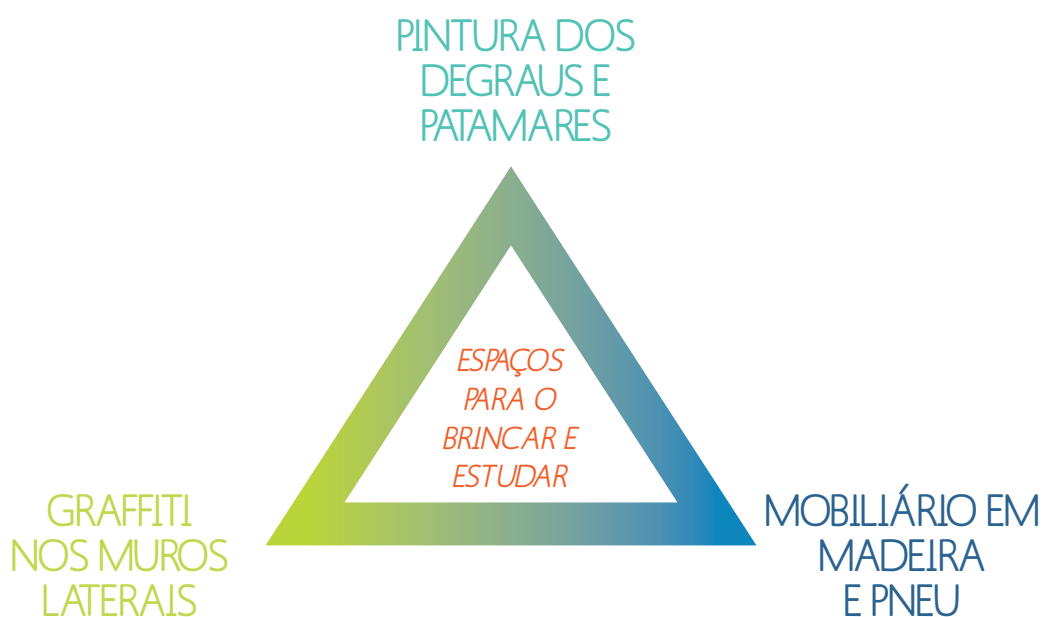 PINTURA DOS
DEGRAUS E
PATAMARES
ESPAÇOS
PARA O
BRINCAR E
ESTUDAR
GRAFFITI
NOS MUROS
LATERAIS
MOBILIÁRIO EM
MADEIRA
E PNEU